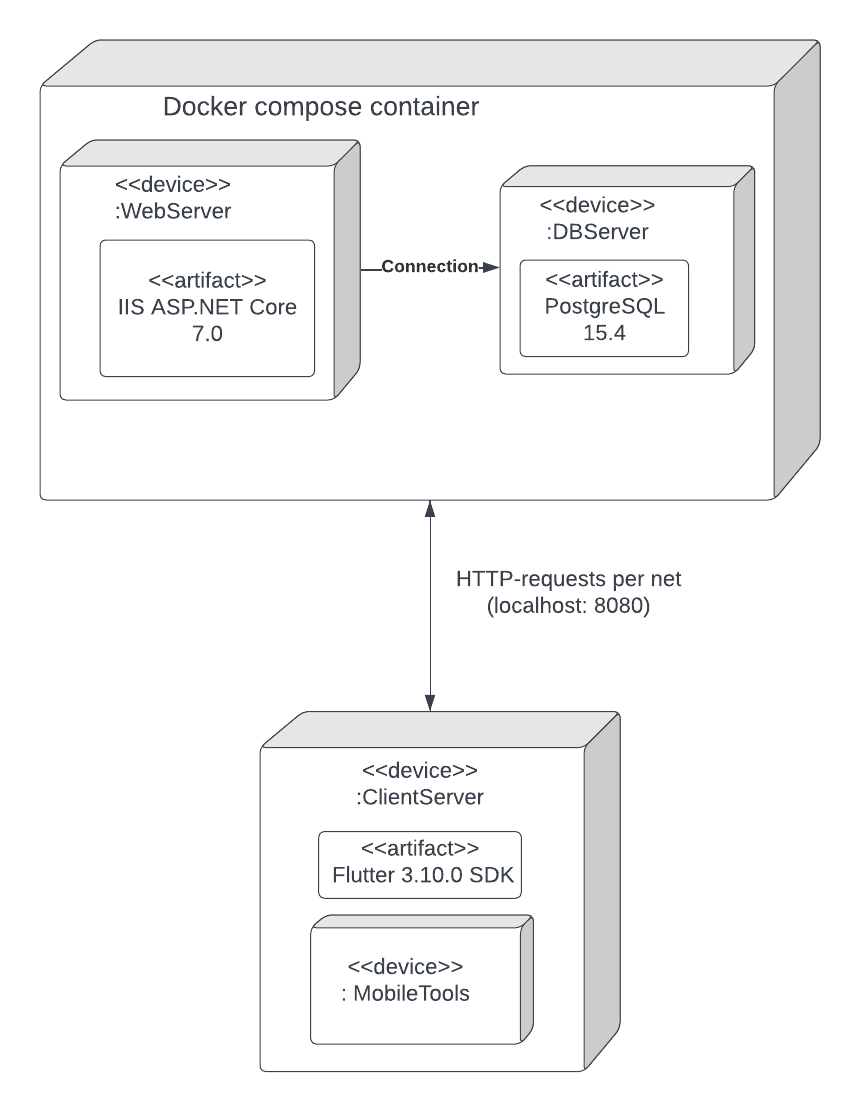 Docker compose container
<<device>>
:WebServer
<<artifact>>
IIS ASP.NET Core
7.0
Connection
<<device>>
:DBServer
<<artifact>>
PostgreSQL
15.4
HTTP-requests per net
(localhost: 8080)
<<device>>
:ClientServer
<<artifact>>
Flutter 3.10.0 SDK
<<device>>
: MobileTools